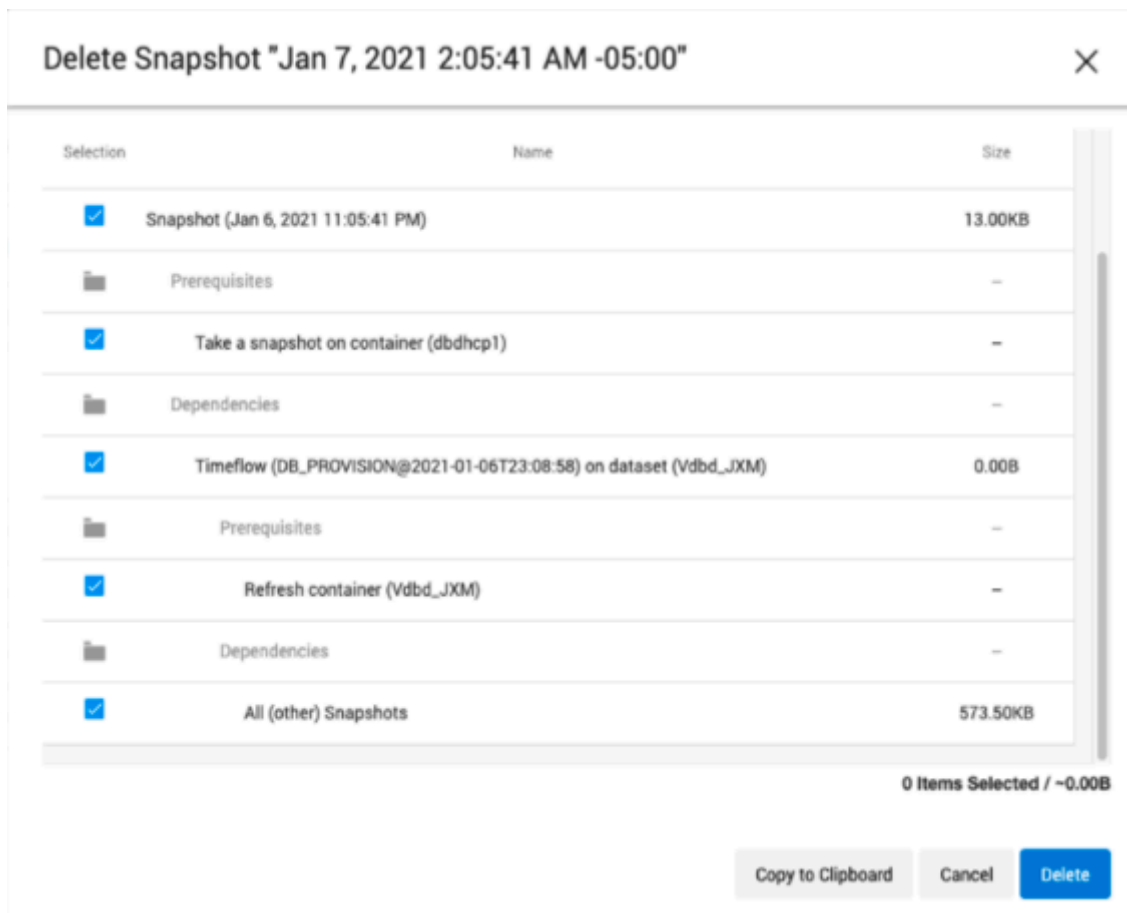 Delete Snapshot "Jan 7, 2021 2:05:41 AM -05:00"
Selection Name Size
Snapshot (Jan 6, 2021 11:05:41 PM) 13.00KB
Prerequisites –
Take a snapshot on container (dbdhcp1) –
Dependencies –
Timeflow (DB_PROVISION@2021-01-06T23:08:58) on dataset (Vdbd_JXM) 0.00B
Prerequisites –
Refresh container (Vdbd_JXM) –
Dependencies –
All (other) Snapshots 573.50KB
0 Items Selected / ~0.00B
Copy to Clipboard Cancel Delete